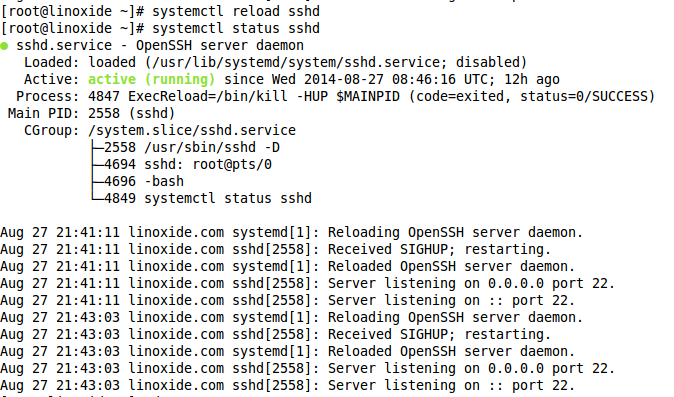 [root@linoxide ~]# systemctl reload sshd
[root@linoxide ~]# systemctl status sshd
● sshd.service - OpenSSH server daemon
   Loaded: loaded (/usr/lib/systemd/system/sshd.service; disabled)
   Active: active (running) since Wed 2014-08-27 08:46:16 UTC; 12h ago
  Process: 4847 ExecReload=/bin/kill -HUP $MAINPID (code=exited, status=0/SUCCESS)
 Main PID: 2558 (sshd)
   CGroup: /system.slice/sshd.service
           ├─2558 /usr/sbin/sshd -D
           ├─4694 sshd: root@pts/0
           ├─4696 -bash
           └─4849 systemctl status sshd

Aug 27 21:41:11 linoxide.com systemd[1]: Reloading OpenSSH server daemon.
Aug 27 21:41:11 linoxide.com sshd[2558]: Received SIGHUP; restarting.
Aug 27 21:41:11 linoxide.com systemd[1]: Reloaded OpenSSH server daemon.
Aug 27 21:41:11 linoxide.com sshd[2558]: Server listening on 0.0.0.0 port 22.
Aug 27 21:41:11 linoxide.com sshd[2558]: Server listening on :: port 22.
Aug 27 21:43:03 linoxide.com systemd[1]: Reloading OpenSSH server daemon.
Aug 27 21:43:03 linoxide.com sshd[2558]: Received SIGHUP; restarting.
Aug 27 21:43:03 linoxide.com systemd[1]: Reloaded OpenSSH server daemon.
Aug 27 21:43:03 linoxide.com sshd[2558]: Server listening on 0.0.0.0 port 22.
Aug 27 21:43:03 linoxide.com sshd[2558]: Server listening on :: port 22.